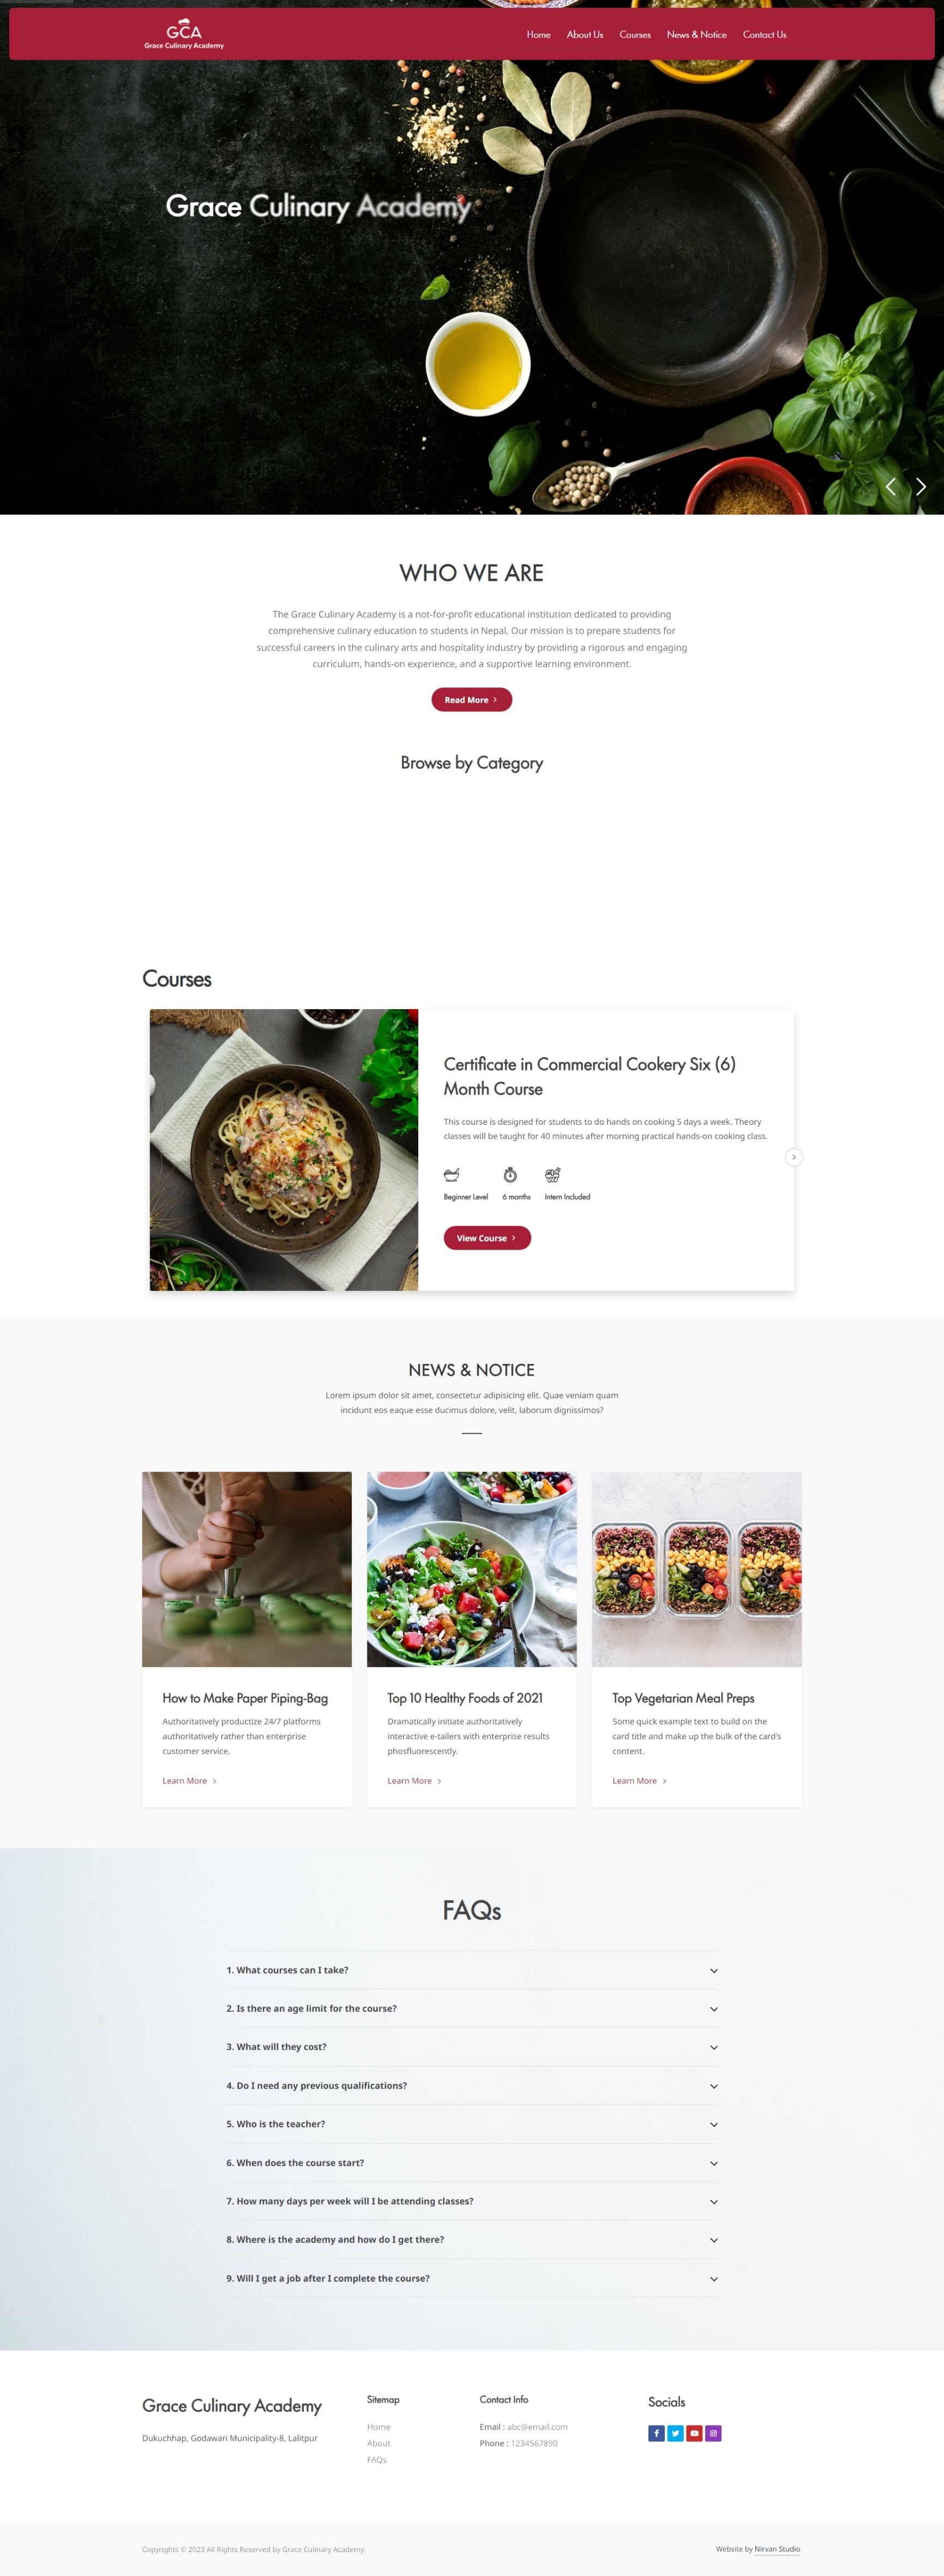 GCA
Grace Culinary Academy
Home About Us Courses News & Notice Contact Us
Grace Culinary Academy
WHO WE ARE
The Grace Culinary Academy is a not-for-profit educational institution dedicated to providing
comprehensive culinary education to students in Nepal. Our mission is to prepare students for
successful careers in the culinary arts and hospitality industry by providing a rigorous and engaging
curriculum, hands-on experience, and a supportive learning environment.
Read More
Browse by Category
Courses
Certificate in Commercial Cookery Six (6)
Month Course
This course is designed for students to do hands on cooking 5 days a week. Theory
classes will be taught for 40 minutes after morning practical hands-on cooking class.
Beginner Level 6 months Intern Included
View Course
NEWS & NOTICE
Lorem ipsum dolor sit amet, consectetur adipisicing elit. Quae veniam quam
incidunt eos eaque esse ducimus dolore, velit, laborum dignissimos?
How to Make Paper Piping-Bag
Authoritatively productize 24/7 platforms
authoritatively rather than enterprise
customer service.
Learn More
Top 10 Healthy Foods of 2021
Dramatically initiate authoritatively
interactive e-tailers with enterprise results
phosfluorescently.
Learn More
Top Vegetarian Meal Preps
Some quick example text to build on the
card title and make up the bulk of the card's
content.
Learn More
FAQs
1. What courses can I take?
2. Is there an age limit for the course?
3. What will they cost?
4. Do I need any previous qualifications?
5. Who is the teacher?
6. When does the course start?
7. How many days per week will I be attending classes?
8. Where is the academy and how do I get there?
9. Will I get a job after I complete the course?
Grace Culinary Academy
Dukuchhap, Godawari Municipality-8, Lalitpur
Sitemap
Home
About
FAQs
Contact Info
Email : abc@email.com
Phone : 1234567890
Socials
Copyrights © 2023 All Rights Reserved by Grace Culinary Academy.
Website by Nirvan Studio